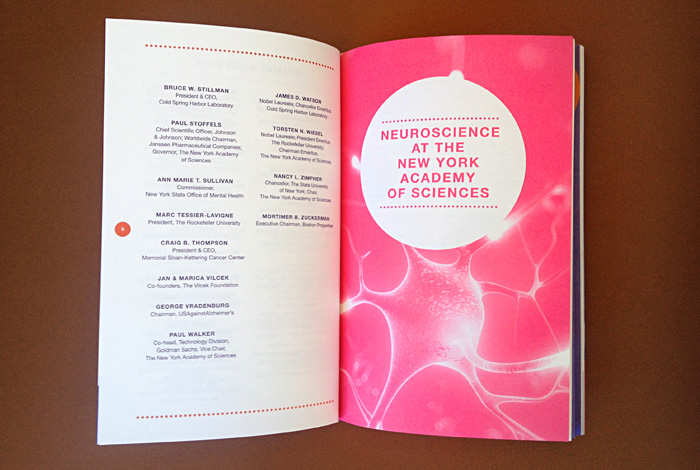 BRUCE W. STILLMAN
President & CEO,
Cold Spring Harbor Laboratory
PAUL STOFFELS
Chief Scientific Officer, Johnson
& Johnson; Worldwide Chairman,
Janssen Pharmaceutical Companies;
Governor, The New York Academy
of Sciences
ANN MARIE T. SULLIVAN
Commissioner,
New York State Office of Mental Health
MARC TESSIER-LAVIGNE
President, The Rockefeller University
CRAIG B. THOMPSON
President & CEO,
Memorial Sloan-Kettering Cancer Center
JAN & MARICA VILCEK
Co-founders, The Vilcek Foundation
GEORGE VRADENBURG
Chairman, USAgainstAlzheimer's
PAUL WALKER
Co-head, Technology Division,
Goldman Sachs; Vice Chair,
The New York Academy of Sciences
JAMES D. WATSON
Nobel Laureate; Chancellor Emeritus,
Cold Spring Harbor Laboratory
TORSTEN N. WIESEL
Nobel Laureate; President Emeritus,
The Rockefeller University;
Chairman Emeritus,
The New York Academy of Sciences
NANCY L. ZIMPHER
Chancellor, The State University
of New York; Chair,
The New York Academy of Sciences
MORTIMER B. ZUCKERMAN
Executive Chairman, Boston Properties
NEUROSCIENCE
AT THE
NEW YORK
ACADEMY
OF SCIENCES